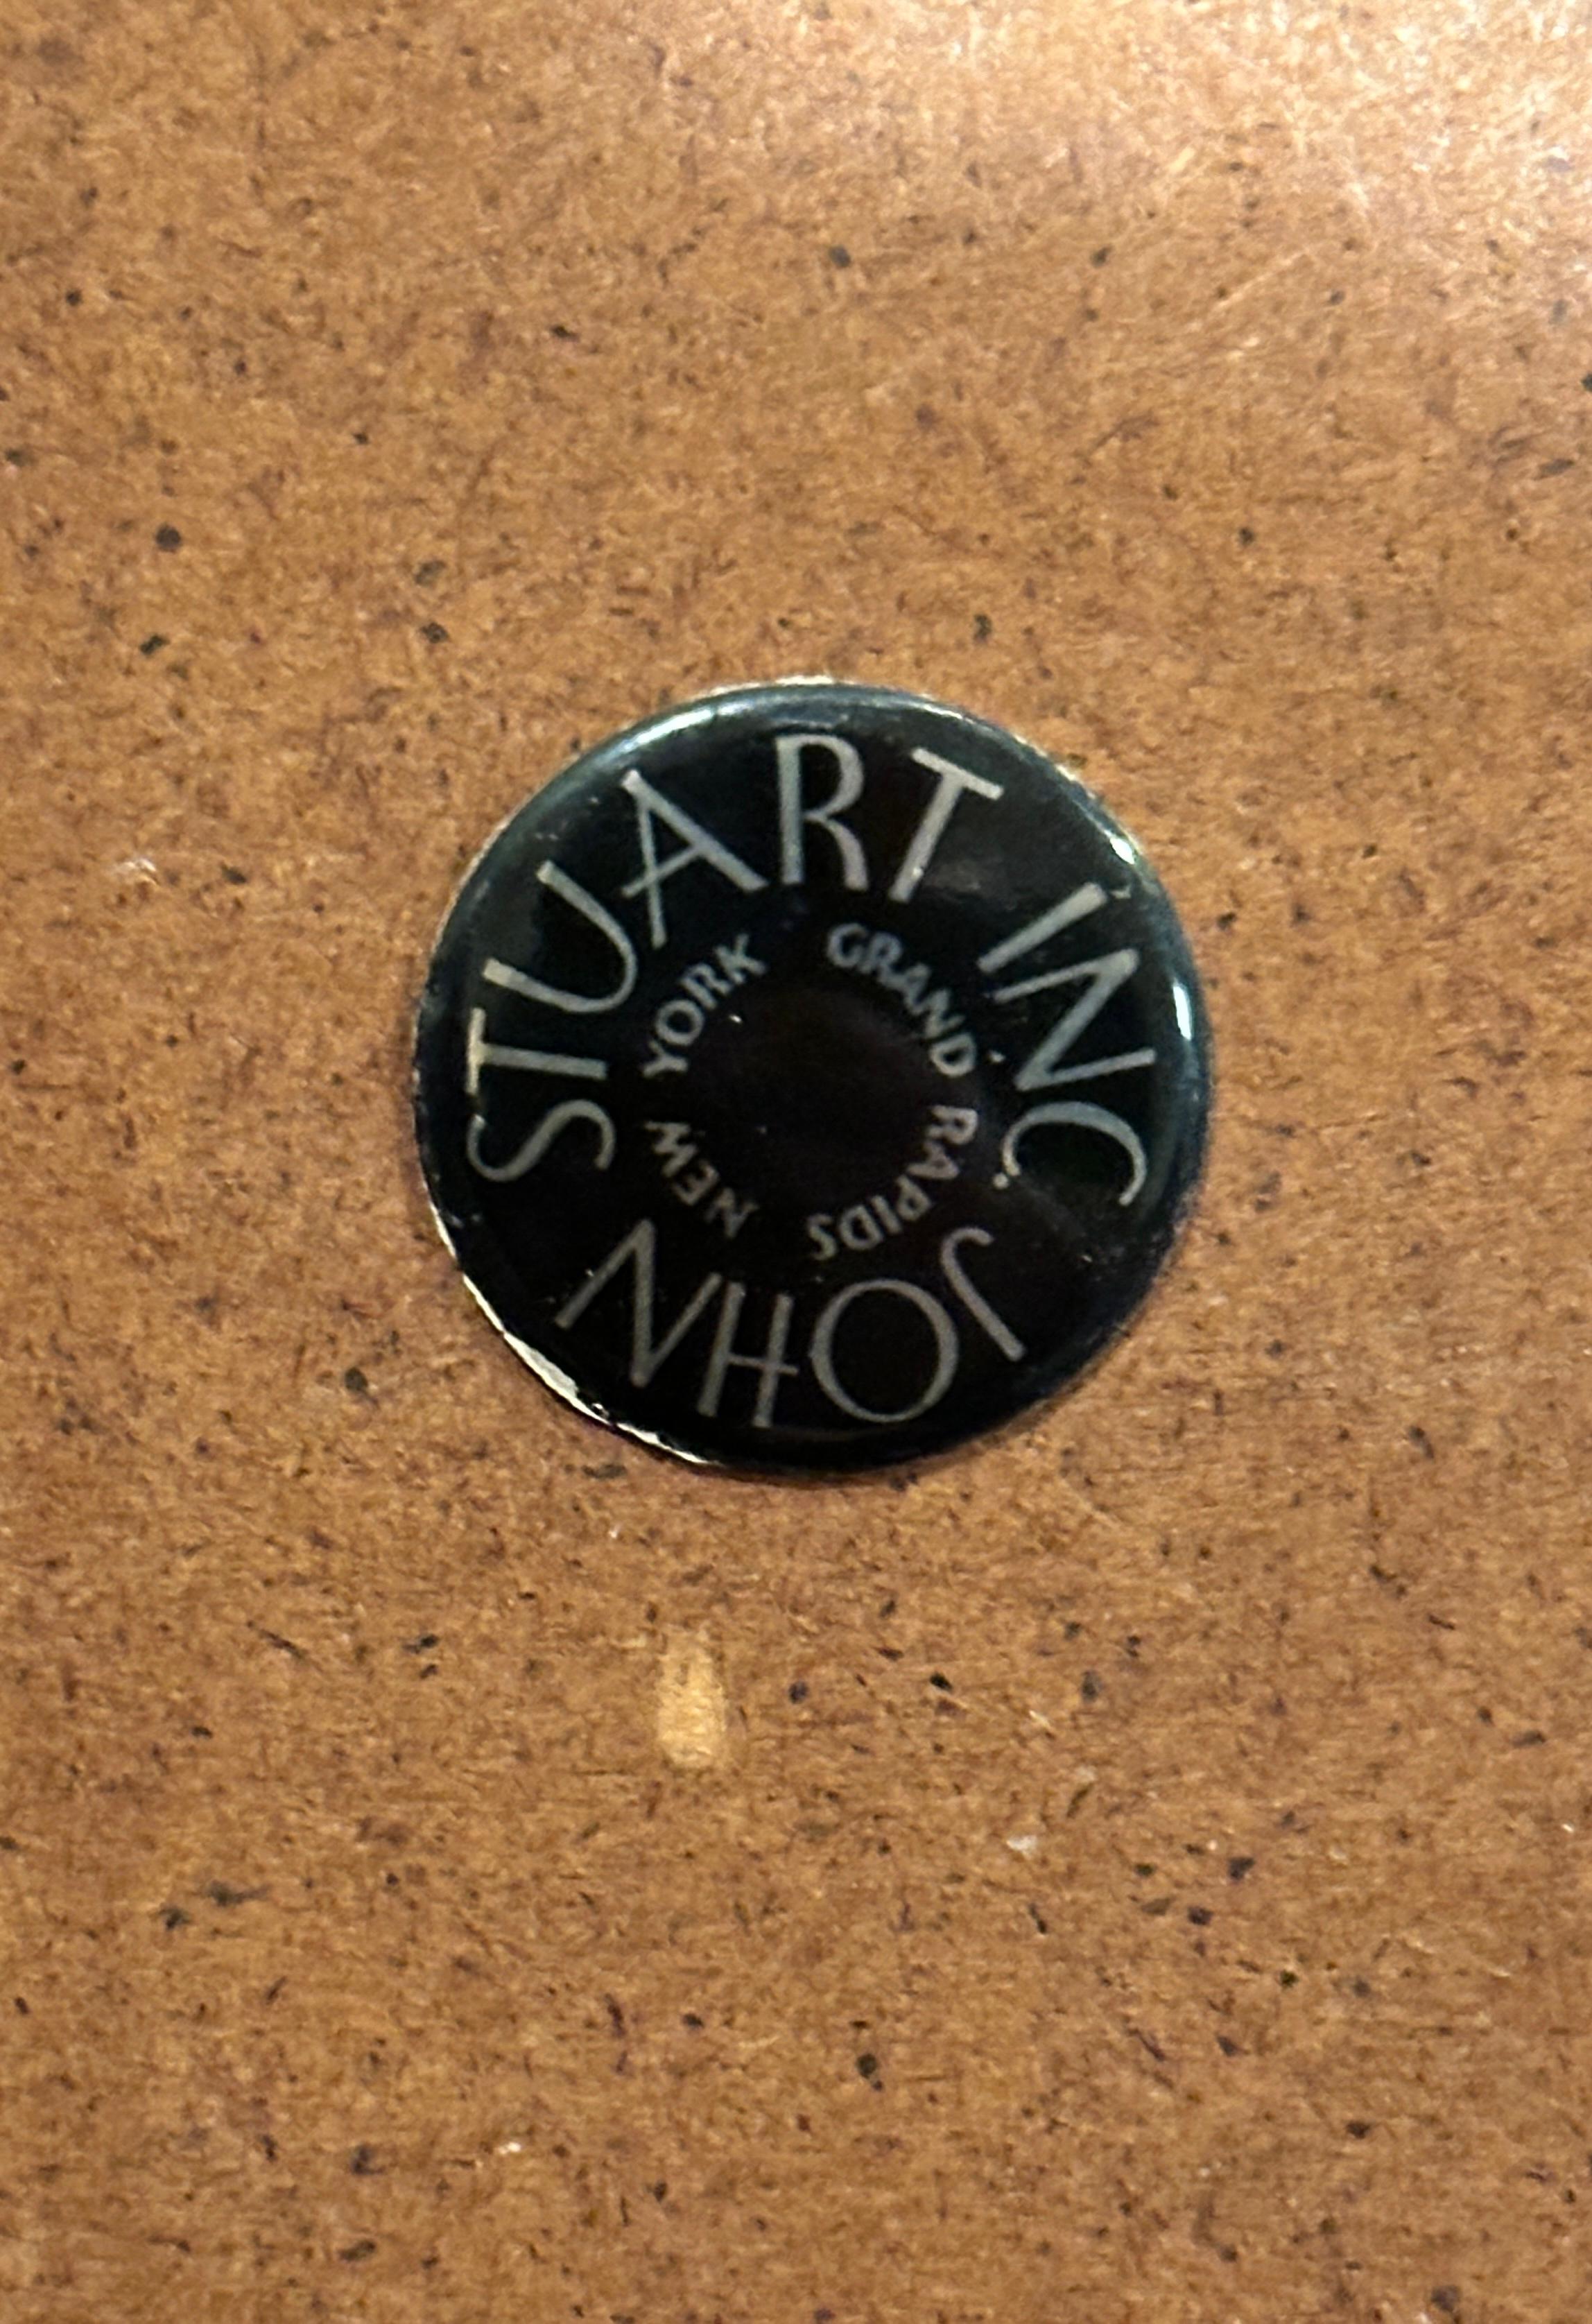 JOHN STUART INC.
NEW YORK GRAND RAPIDS